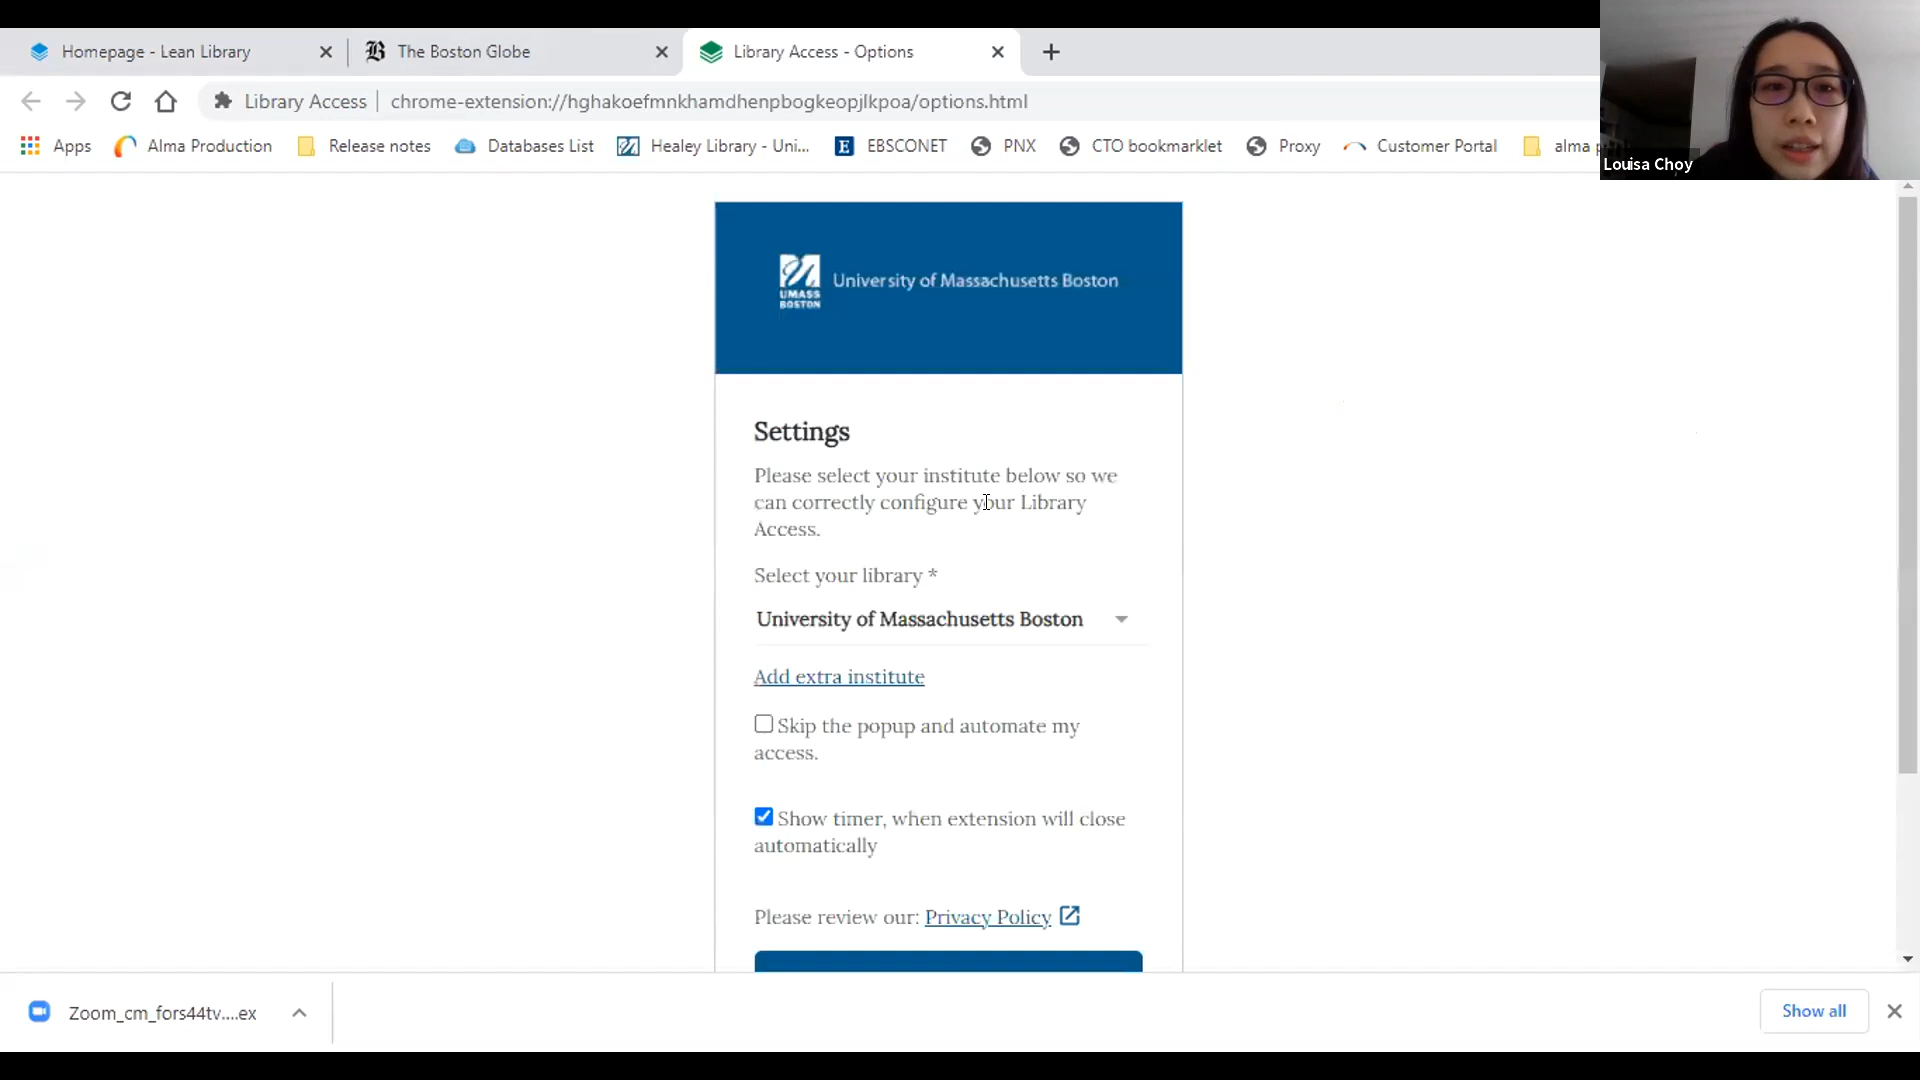 Homepage - Lean Library
The Boston Globe
Library Access - Options
Library Access
chrome-extension://hghakoefmnkhamdhenpbogkeopjlkpoa/options.html
Apps
Alma Production
Release notes
Databases List
Healey Library - Uni...
EBSCONET
PNX
CTO bookmarklet
Proxy
Customer Portal
alma p
Louisa Choy
UMASS
BOSTON
University of Massachusetts Boston
Settings
Please select your institute below so we
can correctly configure your Library
Access.
Select your library *
University of Massachusetts Boston
Add extra institute
Skip the popup and automate my
access.
Show timer, when extension will close
automatically
Please review our: Privacy Policy
Zoom_cm_fors44tv....ex
Show all